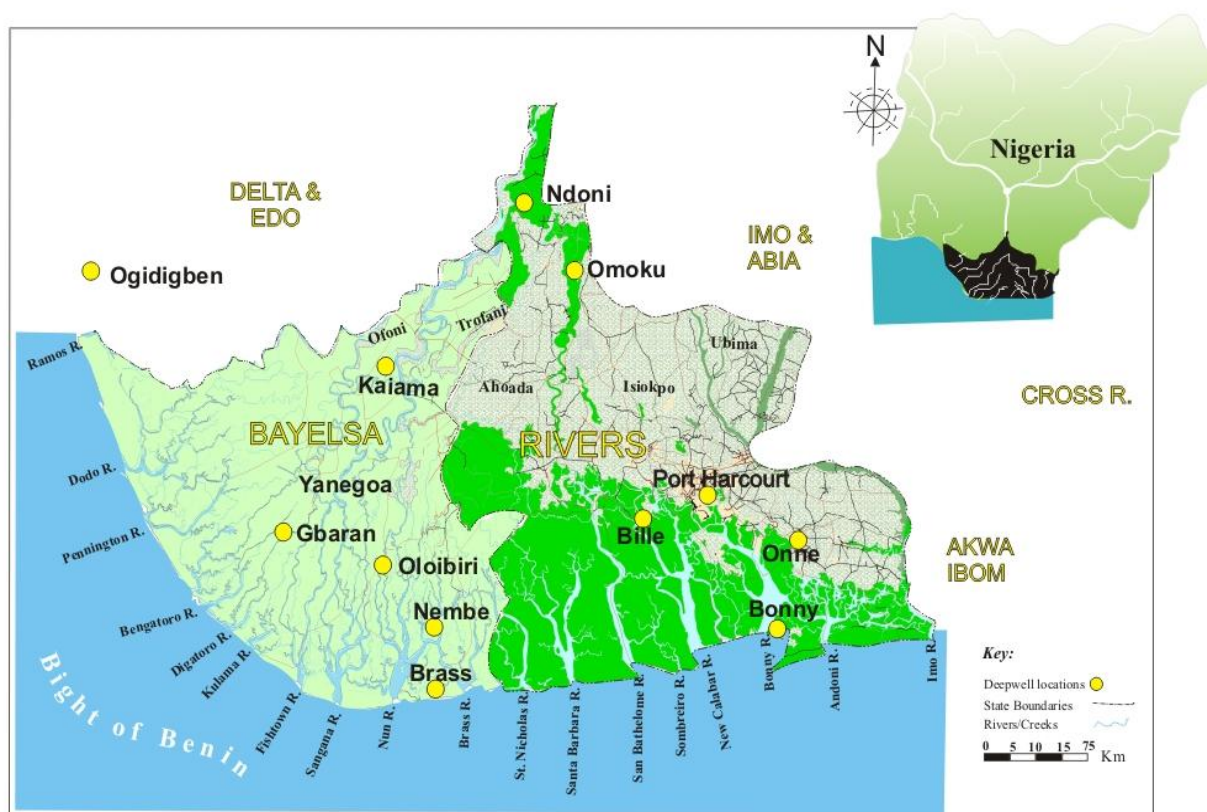 N
Nigeria
DELTA &
EDO
Ndoni
IMO &
ABIA
Ogidigben
Omoku
Ramos R.
Ofoni
Trofani
Ubima
Kaiama
Ahoada
Isiokpo
CROSS R.
BAYELSA
RIVERS
Dodo R.
Yanegoa
Port Harcourt
Pennington R.
Gbaran
Bille
Onne
AKWA
IBOM
Oloibiri
Bengatoro R.
Nembe
Bonny
Digatoro R.
Kulama R.
Brass
Bight of Benin
Fishtown R.
Sangana R.
Nun R.
Brass R.
St. Nicholas R.
Santa Barbara R.
San Bathelome R.
Sombreiro R.
New Calabar R.
Bonny R.
Andoni R.
Imo R.
Key:
Deepwell locations
State Boundaries
Rivers/Creeks
0 5 10 15 75
Km